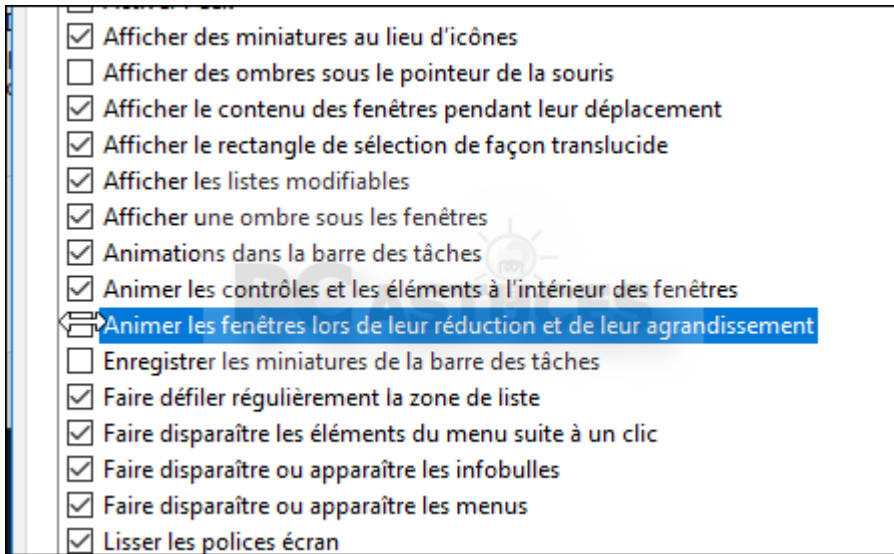 Afficher des miniatures au lieu d'icônes
Afficher des ombres sous le pointeur de la souris
Afficher le contenu des fenêtres pendant leur déplacement
Afficher le rectangle de sélection de façon translucide
Afficher les listes modifiables
Afficher une ombre sous les fenêtres
Animations dans la barre des tâches
Animer les contrôles et les éléments à l'intérieur des fenêtres
PC ASTUCES
Animer les fenêtres lors de leur réduction et de leur agrandissement
Enregistrer les miniatures de la barre des tâches
Faire défiler régulièrement la zone de liste
Faire disparaître les éléments du menu suite à un clic
Faire disparaître ou apparaître les infobulles
Faire disparaître ou apparaître les menus
Lisser les polices écran